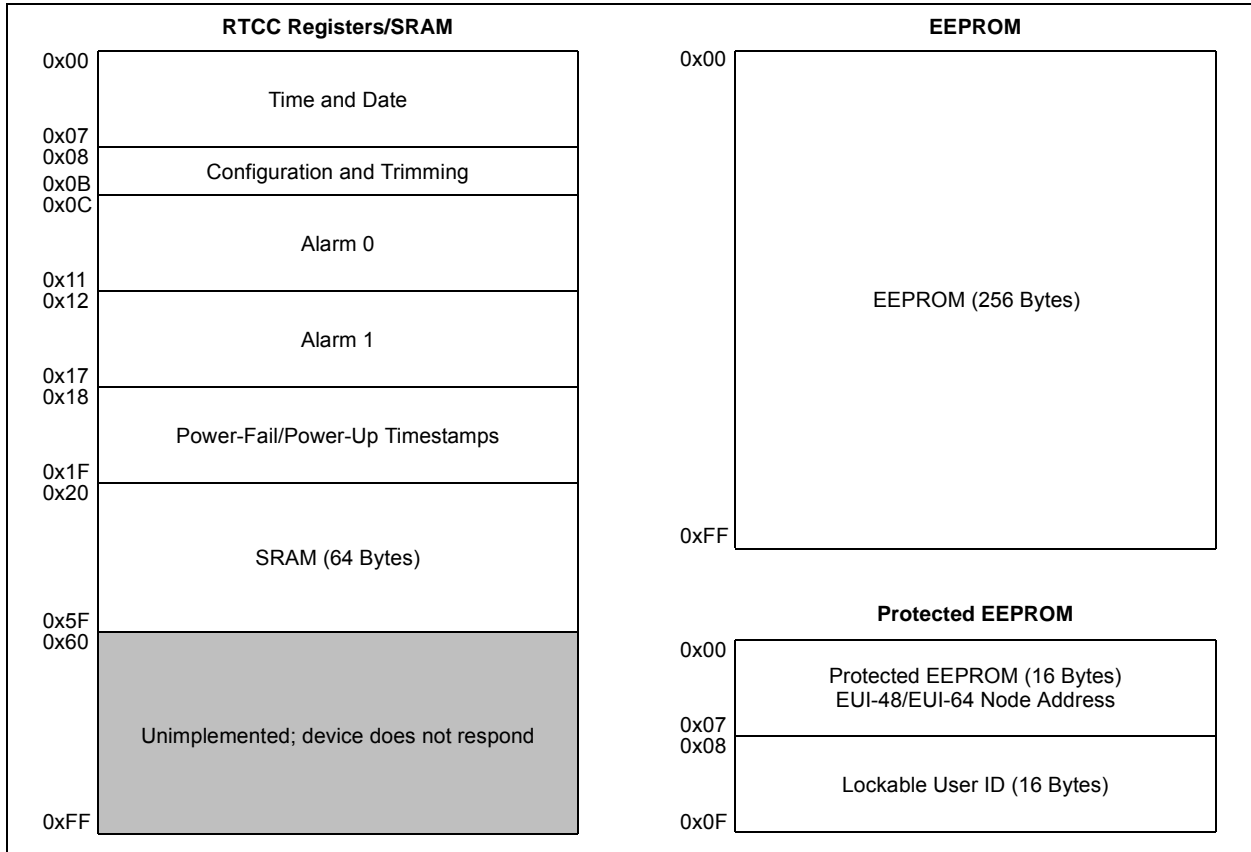 RTCC Registers/SRAM
0x00
Time and Date
0x07
0x08
Configuration and Trimming
0x0B
0x0C
Alarm 0
0x11
0x12
Alarm 1
0x17
0x18
Power-Fail/Power-Up Timestamps
0x1F
0x20
SRAM (64 Bytes)
0x5F
0x60
Unimplemented; device does not respond
0xFF
EEPROM
0x00
EEPROM (256 Bytes)
0xFF
Protected EEPROM
0x00
Protected EEPROM (16 Bytes)
EUI-48/EUI-64 Node Address
0x07
0x08
Lockable User ID (16 Bytes)
0x0F